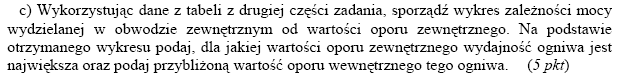 c) Wykorzystując dane z tabeli z drugiej części zadania, sporządź wykres zależności mocy
wydzielanej w obwodzie zewnętrznym od wartości oporu zewnętrznego. Na podstawie
otrzymanego wykresu podaj, dla jakiej wartości oporu zewnętrznego wydajność ogniwa jest
największa oraz podaj przybliżoną wartość oporu wewnętrznego tego ogniwa. (5 pkt)